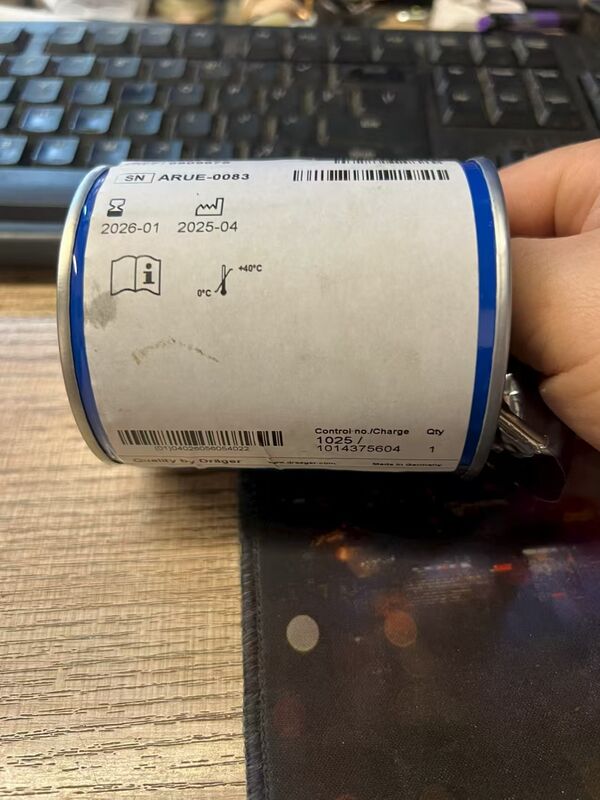 SN ARUE-0083
2026-01 2025-04
i
0°C +40°C
Control no./Charge Qty
1025 /
1014375604 1
(01)04026056054022
Quality by Dräger www.draeger.com Made in Germany